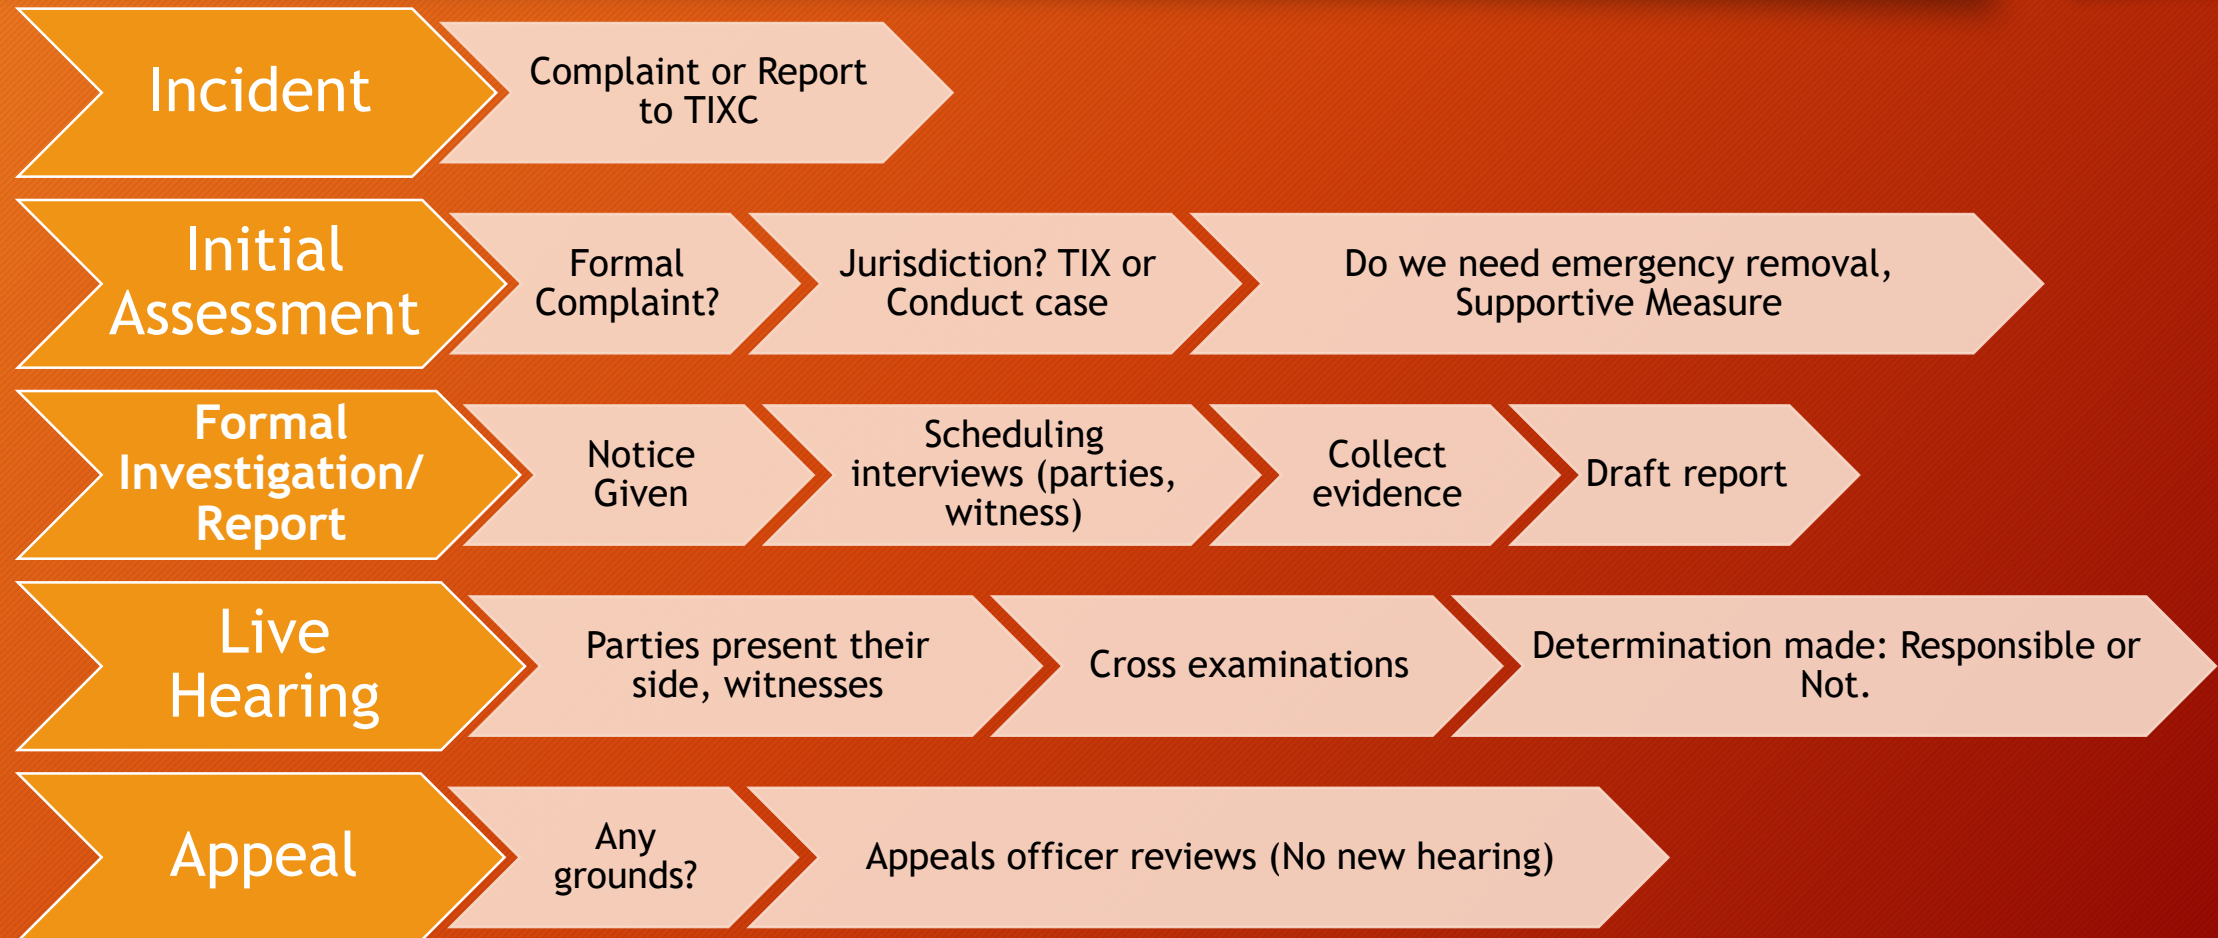 Incident
Complaint or Report
to TIXC
Initial
Assessment
Formal
Complaint?
Jurisdiction? TIX or
Conduct case
Do we need emergency removal,
Supportive Measure
Formal
Investigation/
Report
Notice
Given
Scheduling
interviews (parties,
witness)
Collect
evidence
Draft report
Live
Hearing
Parties present their
side, witnesses
Cross examinations
Determination made: Responsible or
Not.
Appeal
Any
grounds?
Appeals officer reviews (No new hearing)